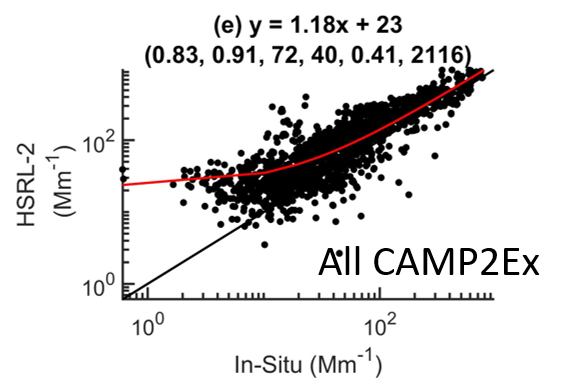 (e) y = 1.18x + 23
(0.83, 0.91, 72, 40, 0.41, 2116)
HSRL-2
(Mm⁻¹)
10²
10⁰
All CAMP2Ex
10⁰ 10²
In-Situ (Mm⁻¹)